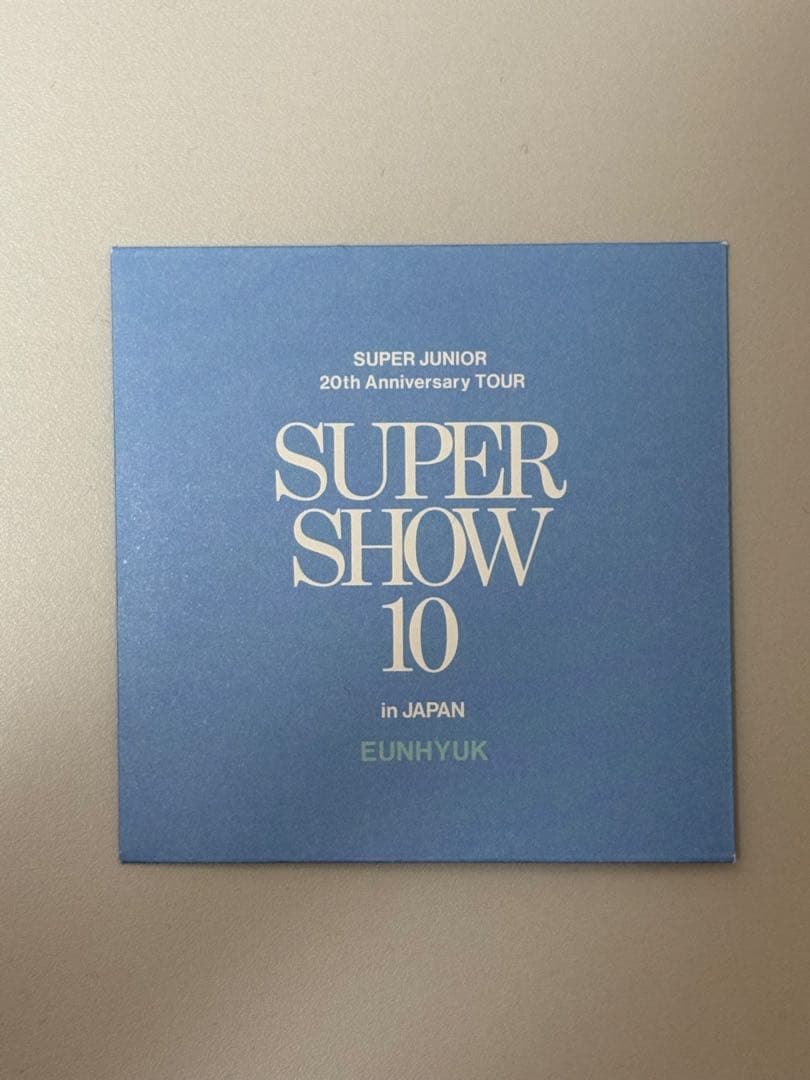 SUPER JUNIOR
20th Anniversary TOUR
SUPER
SHOW
10
in JAPAN
EUNHYUK